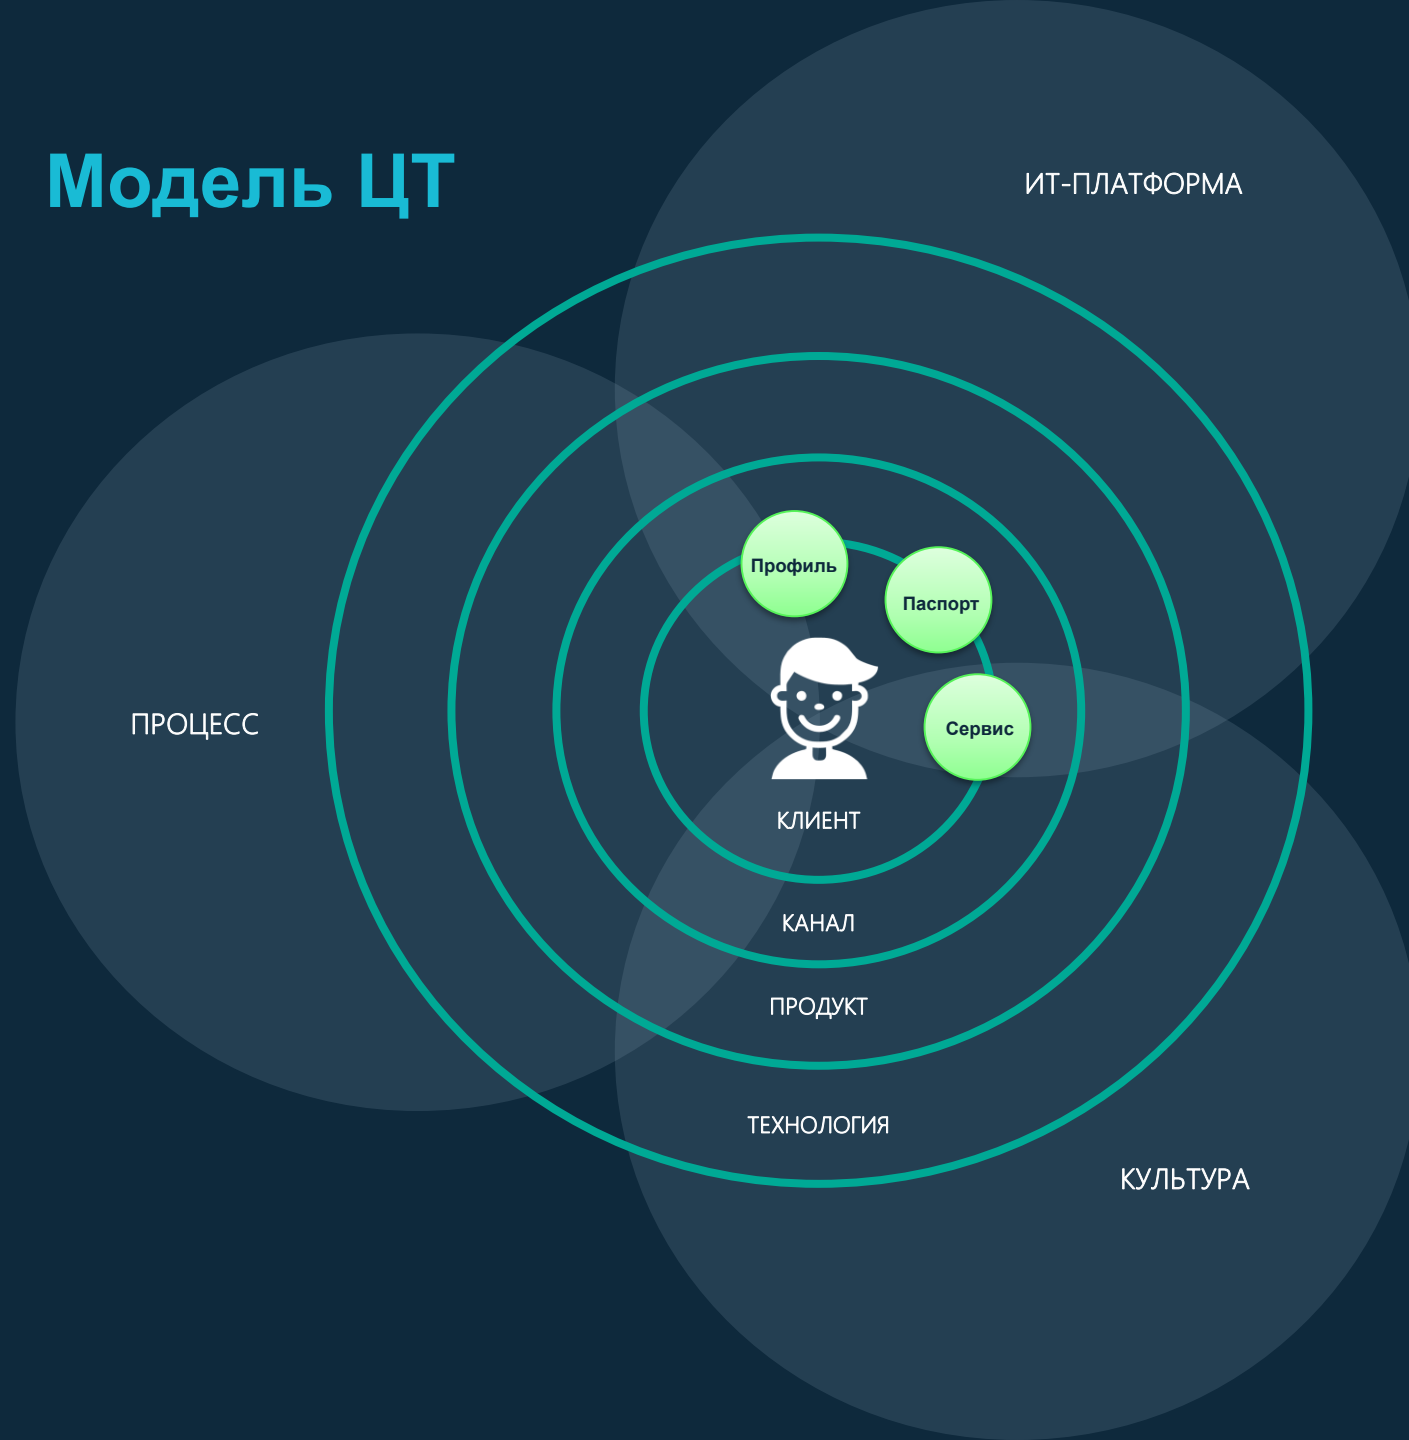 Модель ЦТ
ИТ-ПЛАТФОРМА
Профиль
Паспорт
ПРОЦЕСС
Сервис
КЛИЕНТ
КАНАЛ
ПРОДУКТ
ТЕХНОЛОГИЯ
КУЛЬТУРА